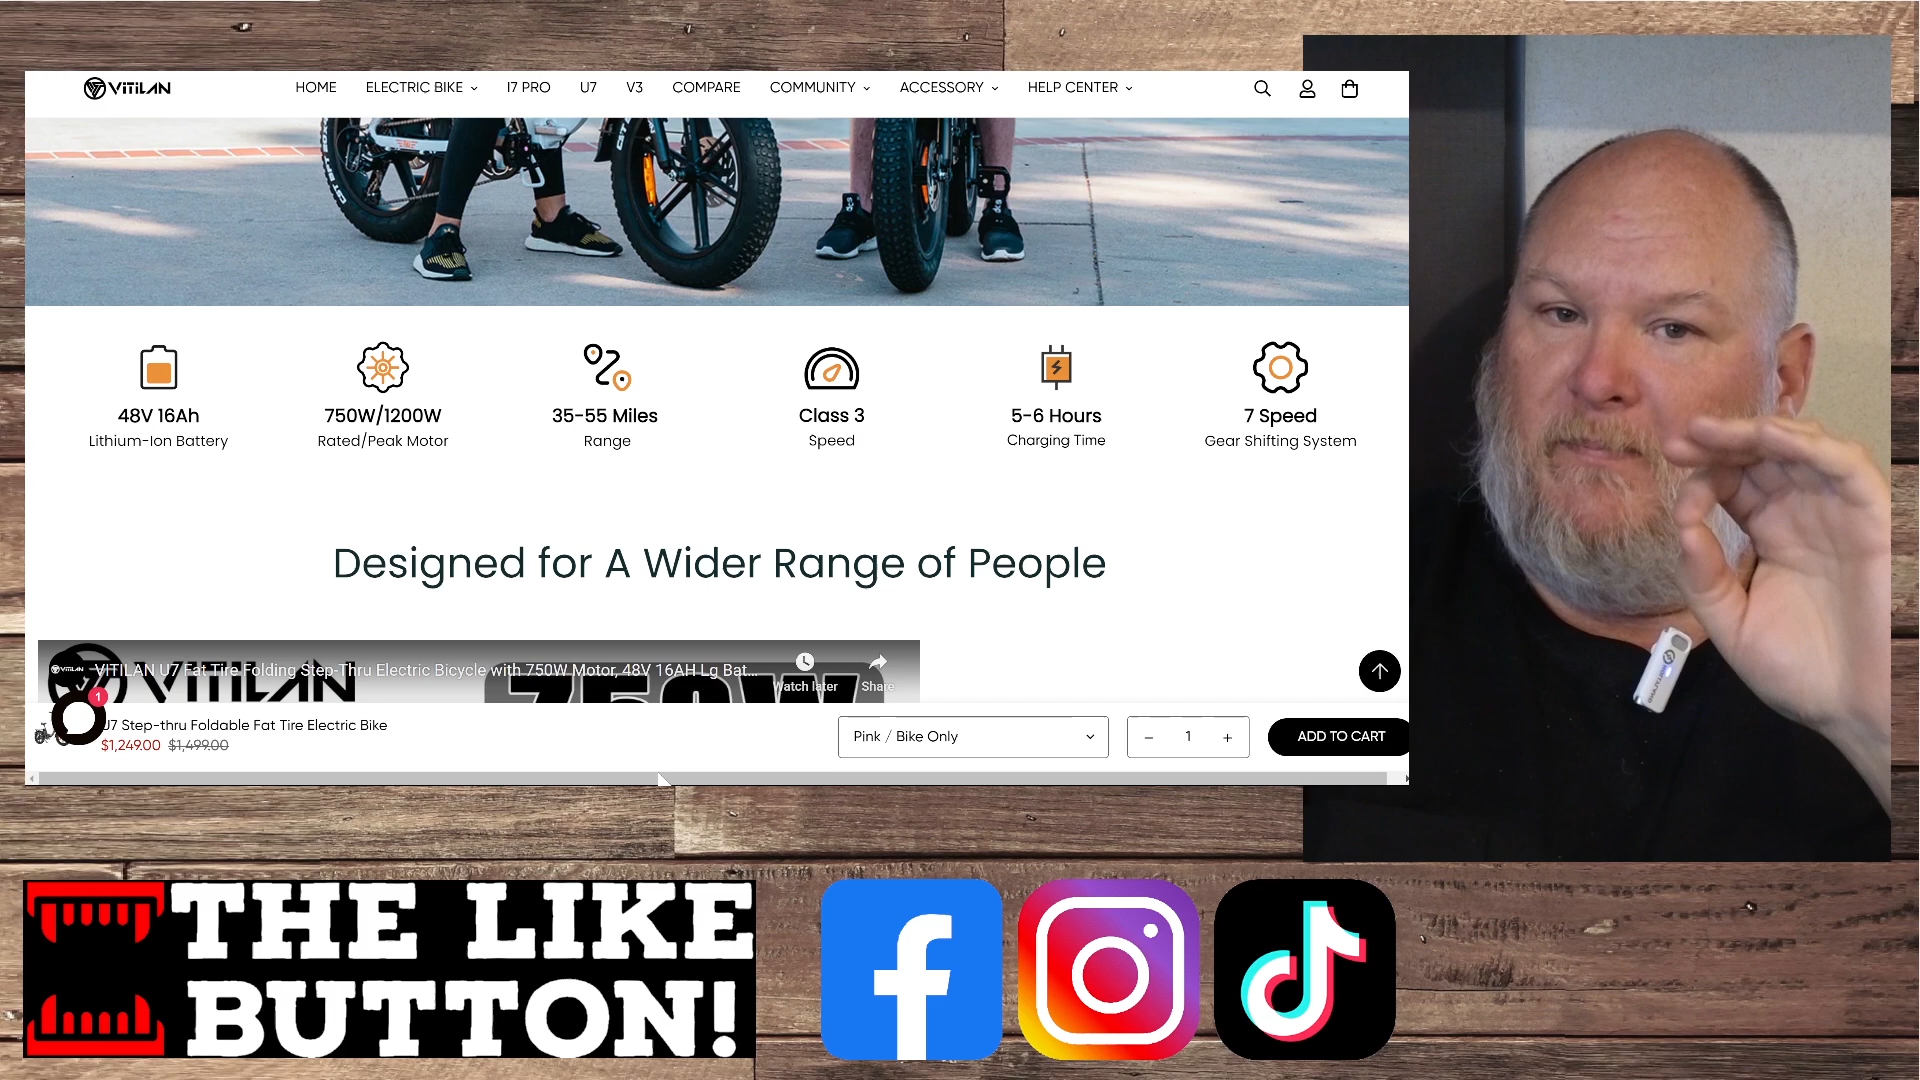 VITILAN
HOME ELECTRIC BIKE I7 PRO U7 V3 COMPARE COMMUNITY ACCESSORY HELP CENTER
48V 16Ah
Lithium-Ion Battery
750W/1200W
Rated/Peak Motor
35-55 Miles
Range
Class 3
Speed
5-6 Hours
Charging Time
7 Speed
Gear Shifting System
Designed for A Wider Range of People
VITILAN U7 Fat Tire Folding Step-Thru Electric Bicycle with 750W Motor, 48V 16AH Lg Bat...
Watch later
Share
VITILAN
750W
1
U7 Step-thru Foldable Fat Tire Electric Bike
$1,249.00 $1,499.00
Pink / Bike Only
− 1 +
ADD TO CART
THE LIKE
BUTTON!